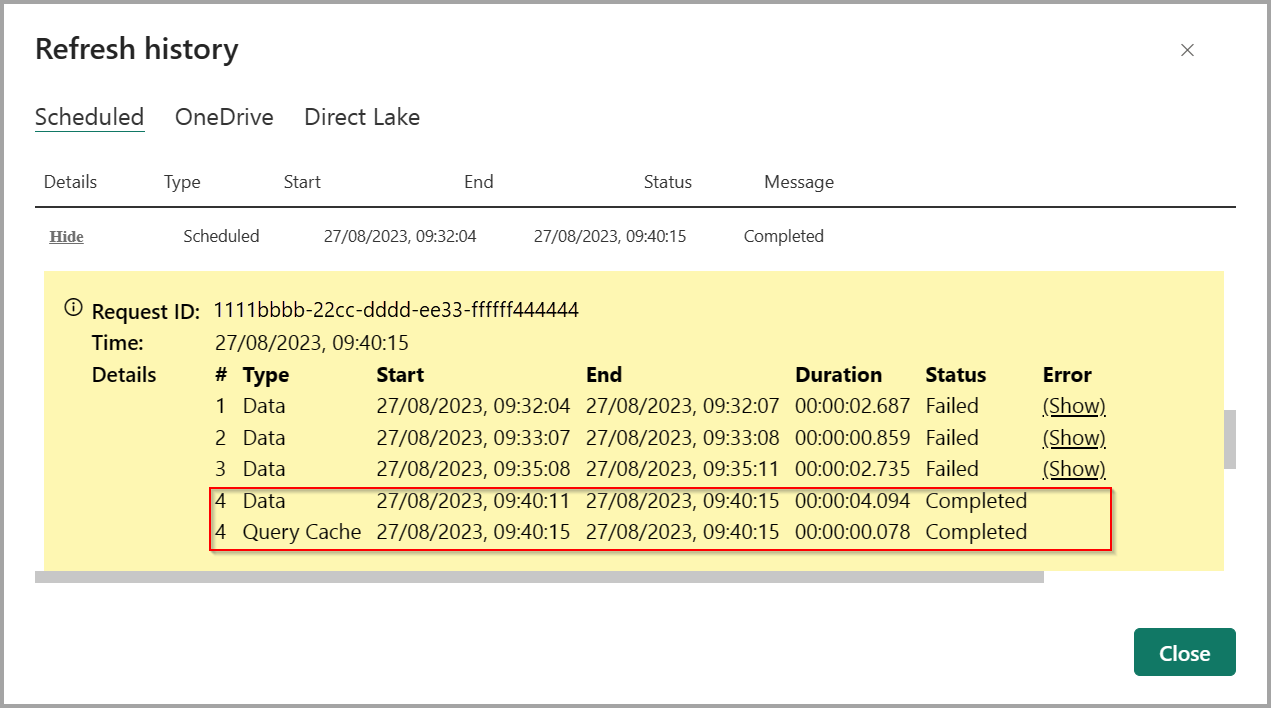 Refresh history
Scheduled OneDrive Direct Lake
Details Type Start End Status Message
Hide Scheduled 27/08/2023, 09:32:04 27/08/2023, 09:40:15 Completed
Request ID: 1111bbbb-22cc-dddd-ee33-ffffff444444
Time: 27/08/2023, 09:40:15
Details # Type Start End Duration Status Error
1 Data 27/08/2023, 09:32:04 27/08/2023, 09:32:07 00:00:02.687 Failed (Show)
2 Data 27/08/2023, 09:33:07 27/08/2023, 09:33:08 00:00:00.859 Failed (Show)
3 Data 27/08/2023, 09:35:08 27/08/2023, 09:35:11 00:00:02.735 Failed (Show)
4 Data 27/08/2023, 09:40:11 27/08/2023, 09:40:15 00:00:04.094 Completed
4 Query Cache 27/08/2023, 09:40:15 27/08/2023, 09:40:15 00:00:00.078 Completed
Close